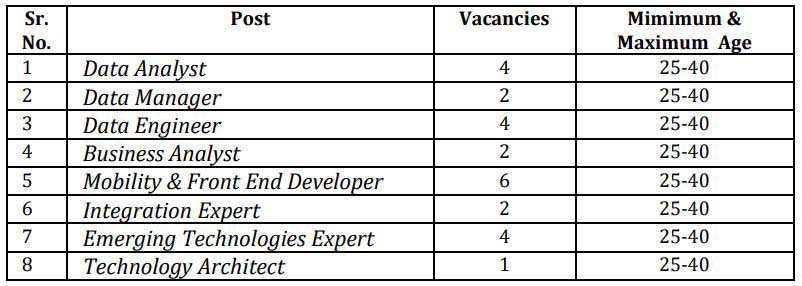 Sr. No. Post Vacancies Mimimum & Maximum Age
1 Data Analyst 4 25-40
2 Data Manager 2 25-40
3 Data Engineer 4 25-40
4 Business Analyst 2 25-40
5 Mobility & Front End Developer 6 25-40
6 Integration Expert 2 25-40
7 Emerging Technologies Expert 4 25-40
8 Technology Architect 1 25-40